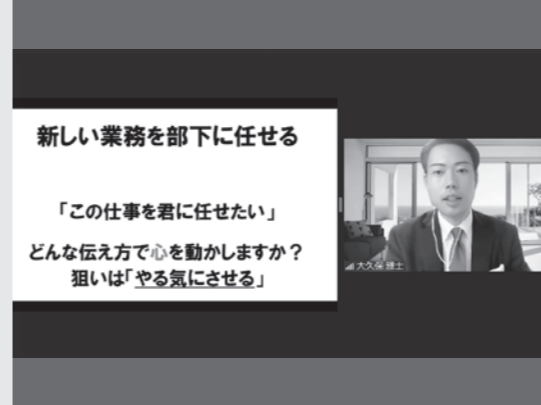 新しい業務を部下に任せる
「この仕事を君に任せたい」
どんな伝え方で心を動かしますか？
狙いは「やる気にさせる」
大久保 雅士